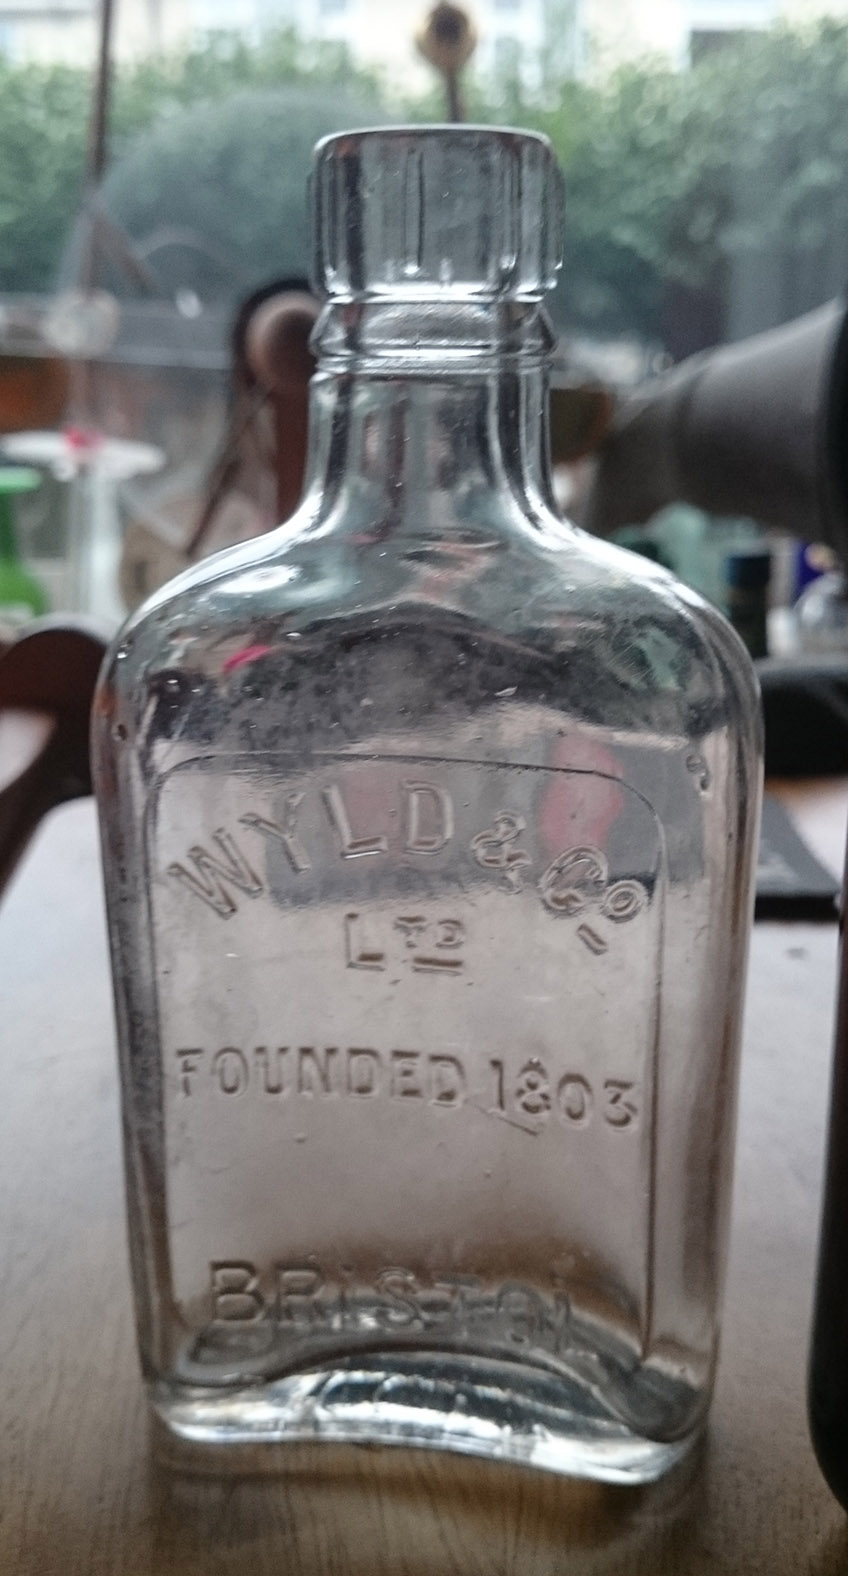 WYLD & Co
LTD
FOUNDED 1803
BRISTOL